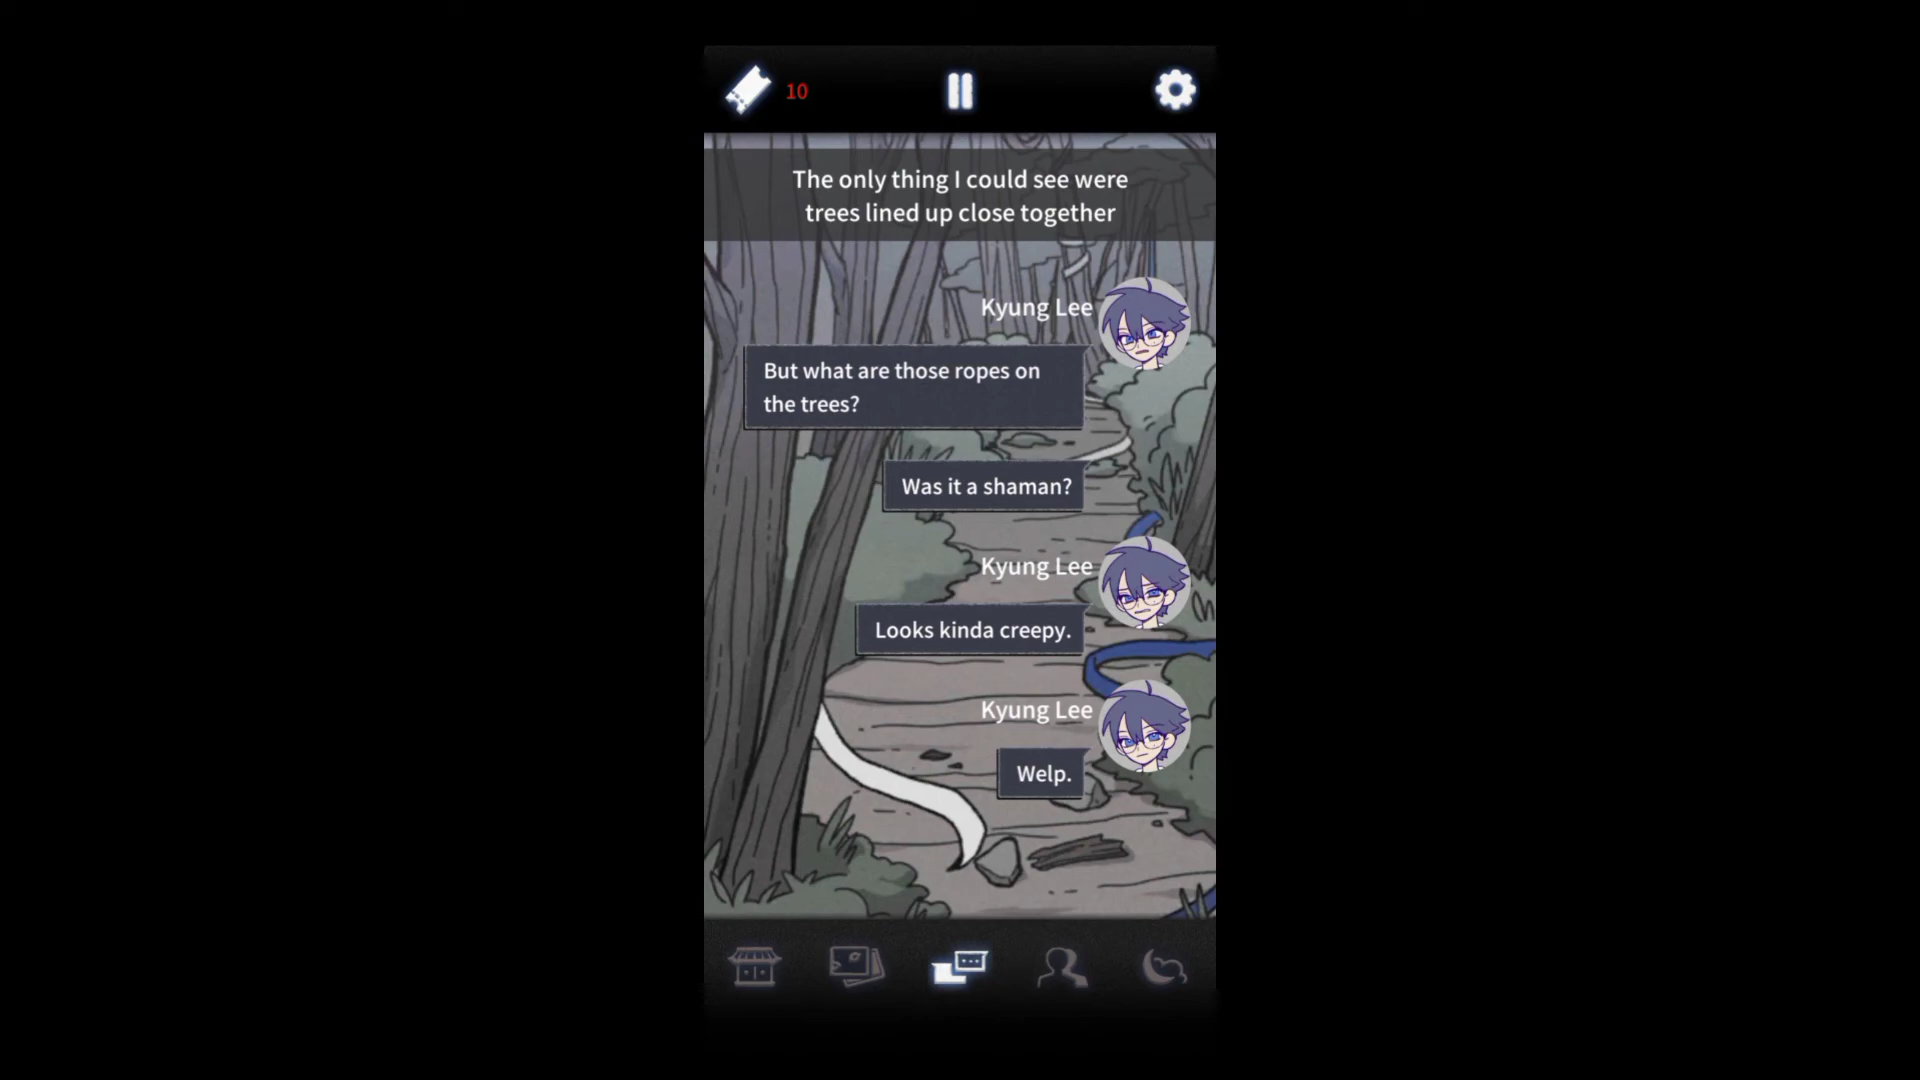 10
The only thing I could see were
trees lined up close together
Kyung Lee
But what are those ropes on
the trees?
Was it a shaman?
Kyung Lee
Looks kinda creepy.
Kyung Lee
Welp.